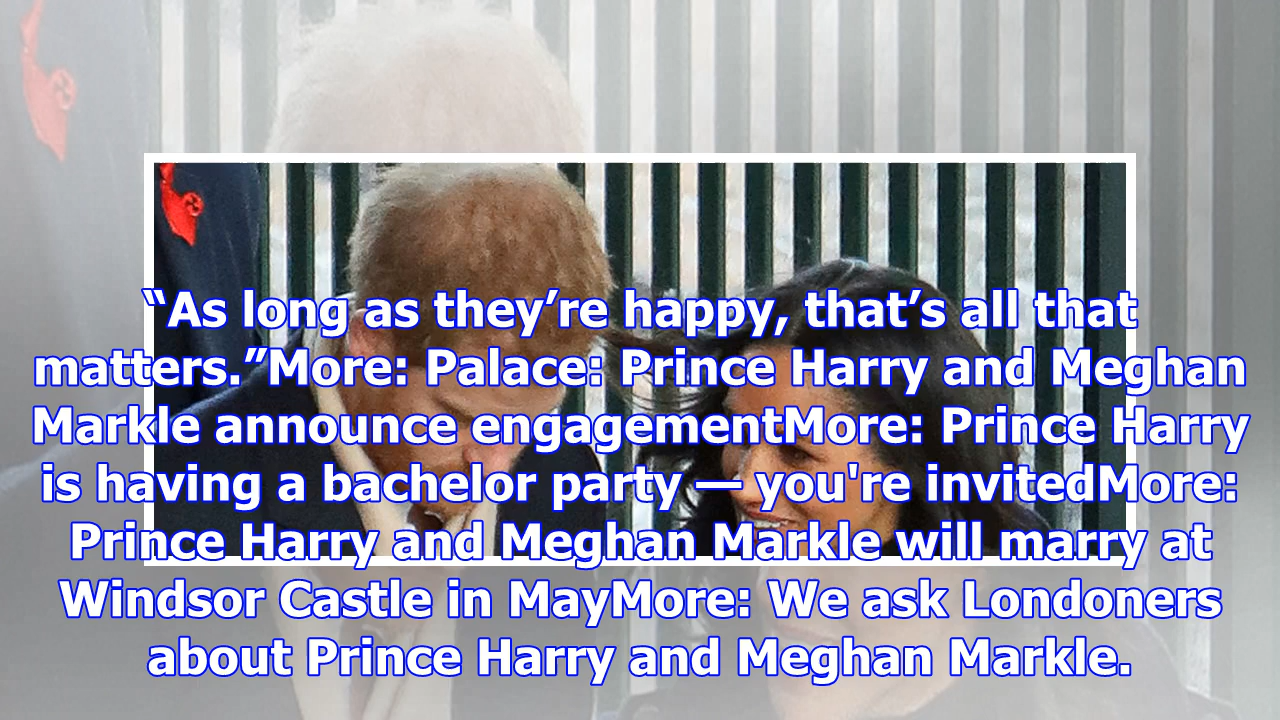 “As long as they’re happy, that’s all that
matters.”More: Palace: Prince Harry and Meghan
Markle announce engagementMore: Prince Harry
is having a bachelor party — you're invitedMore:
Prince Harry and Meghan Markle will marry at
Windsor Castle in MayMore: We ask Londoners
about Prince Harry and Meghan Markle.